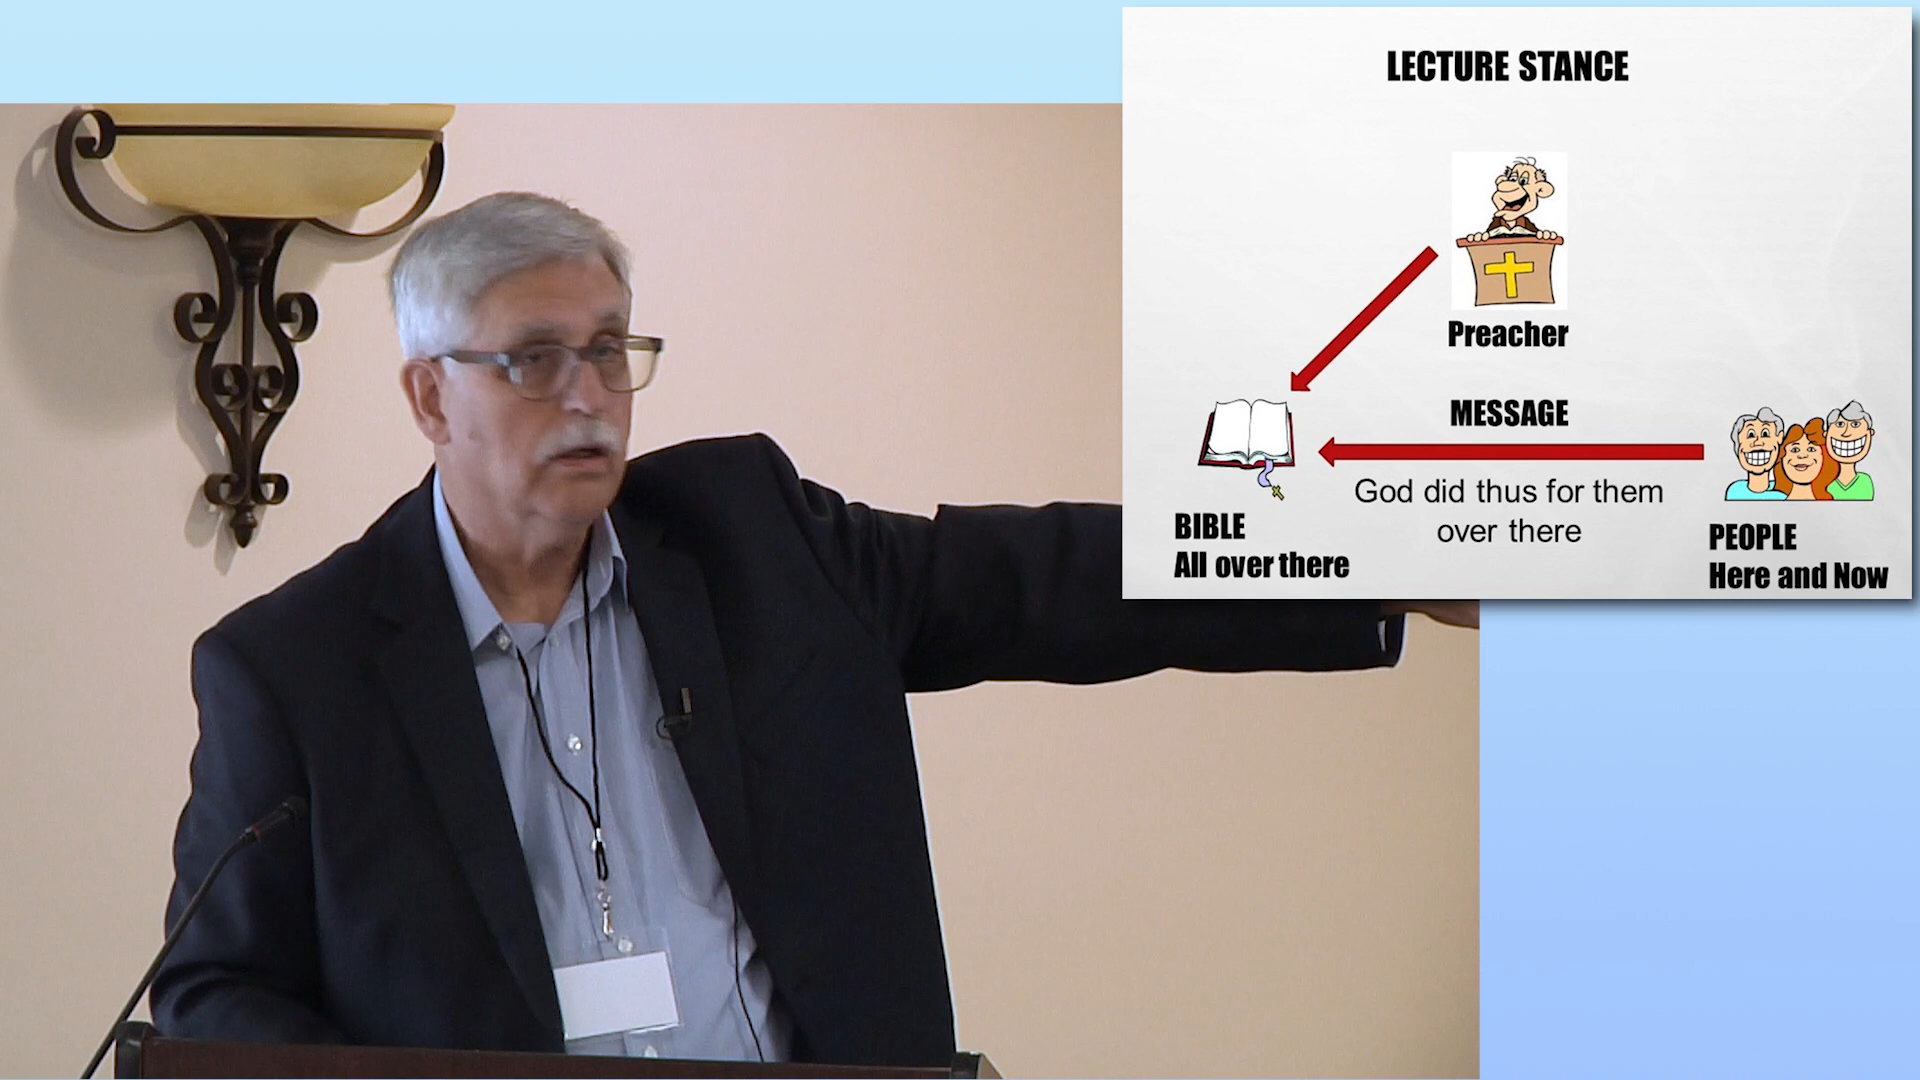 LECTURE STANCE
Preacher
MESSAGE
God did thus for them
over there
BIBLE
All over there
PEOPLE
Here and Now